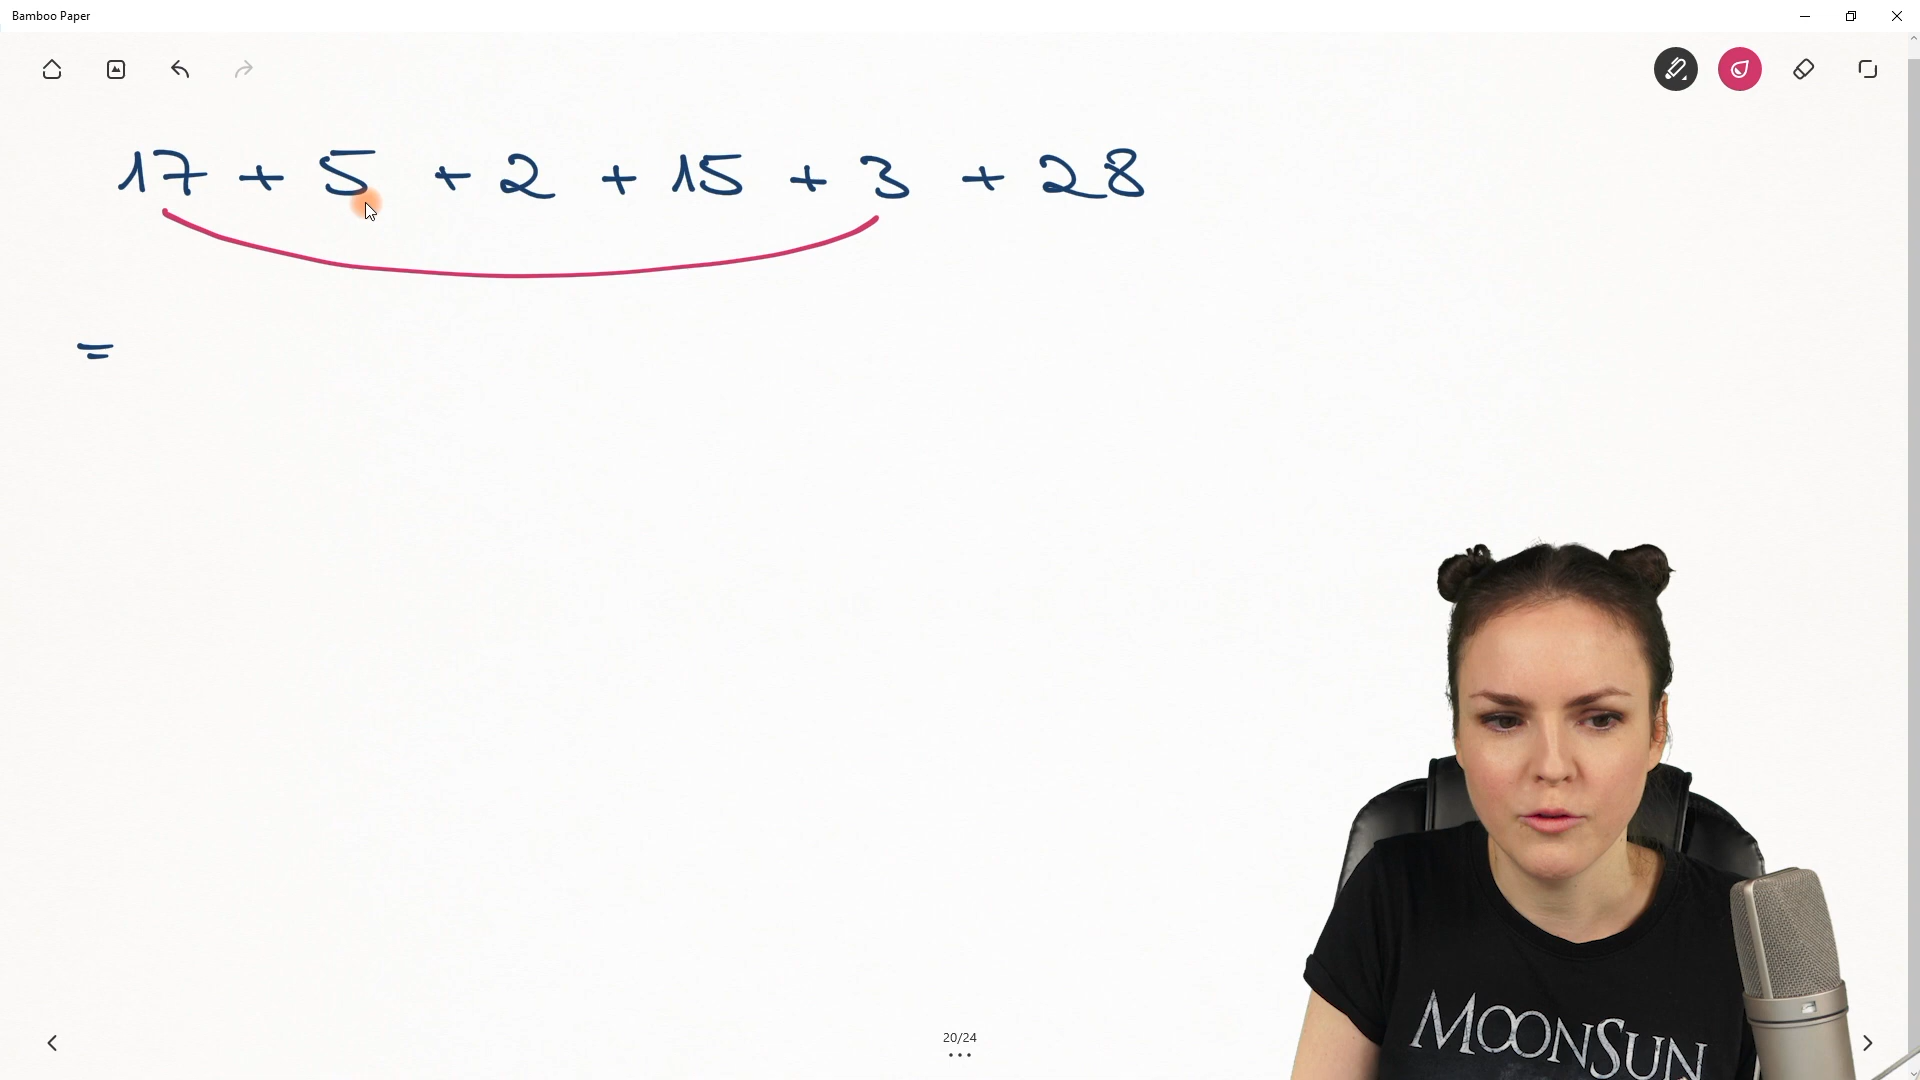 Bamboo Paper
17 + 5 + 2 + 15 + 3 + 28
=
20/24
MOONSUN